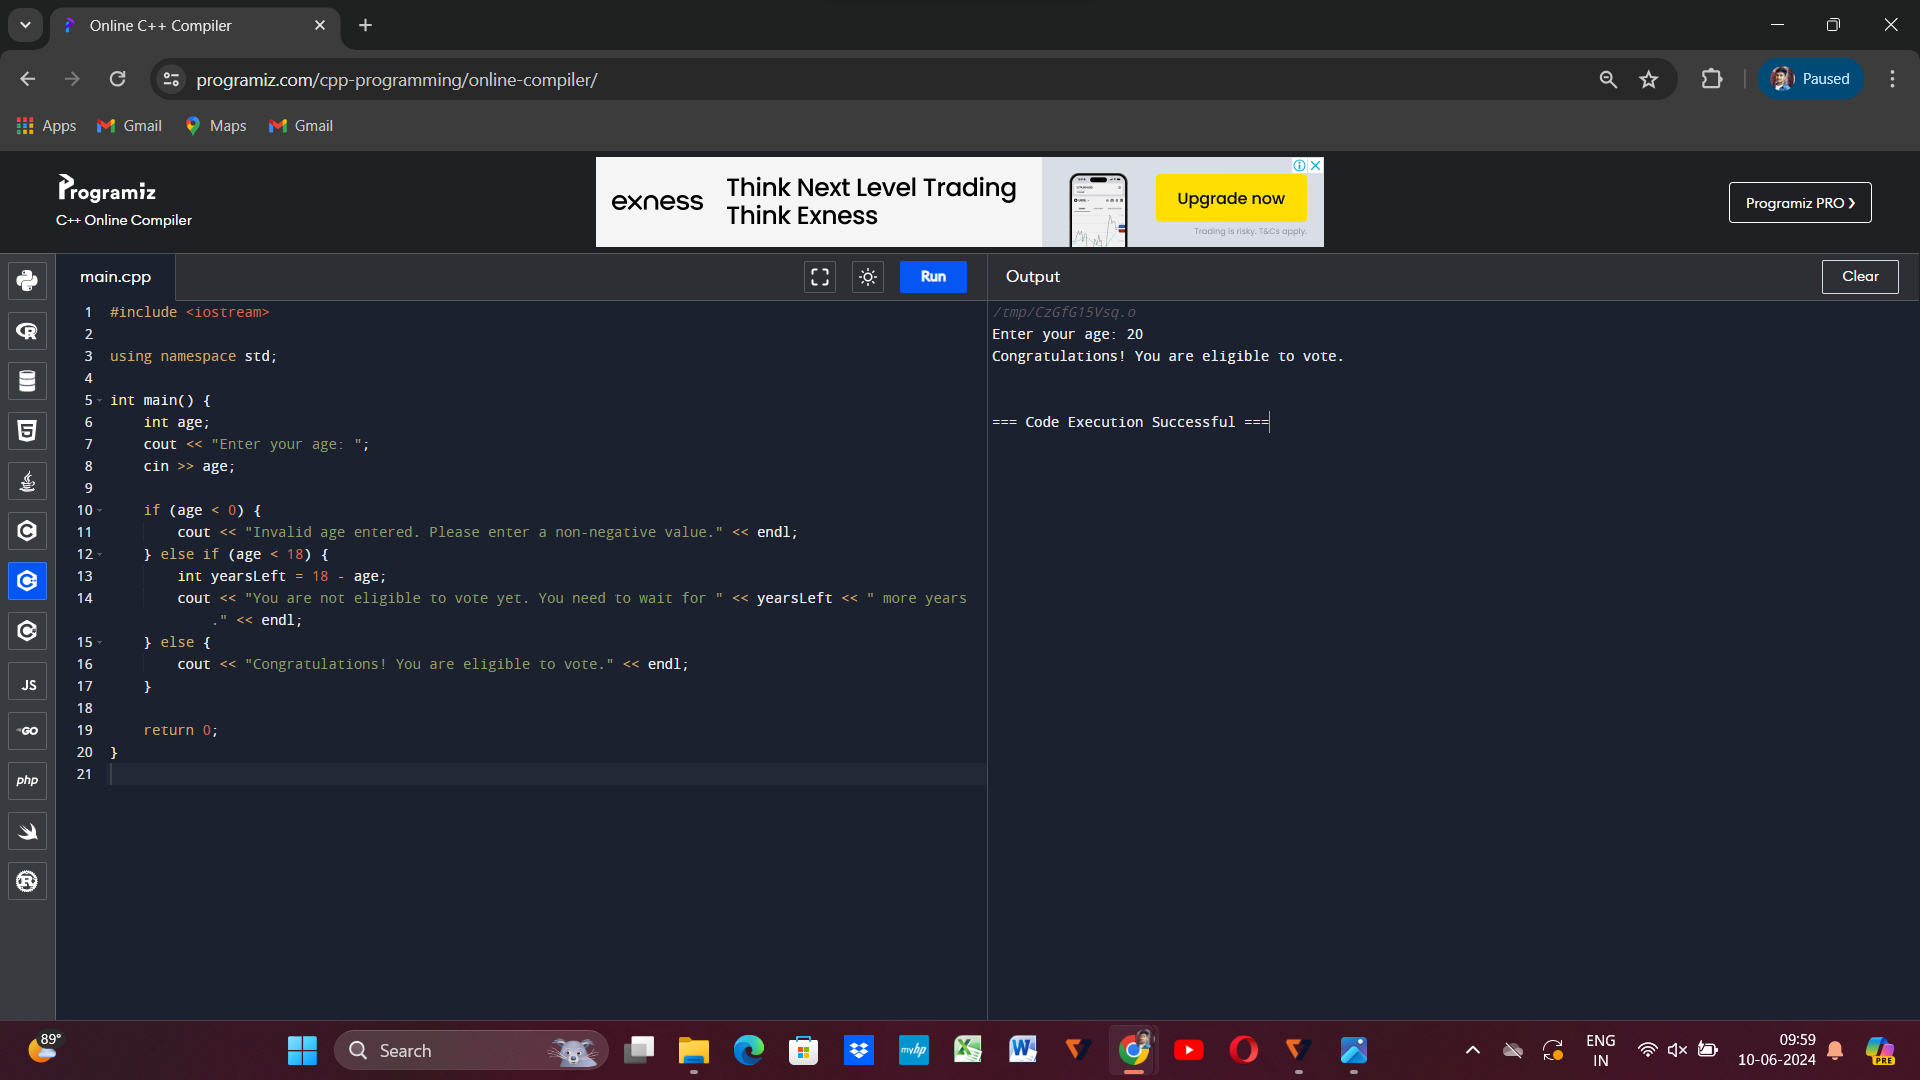 Online C++ Compiler
programiz.com/cpp-programming/online-compiler/
Paused
Apps
Gmail
Maps
Gmail
Programiz
C++ Online Compiler
exness
Think Next Level Trading
Think Exness
Upgrade now
Trading is risky. T&Cs apply.
Programiz PRO ❯
main.cpp
Run
Output
Clear
1 #include <iostream>
2
3 using namespace std;
4
5 int main() {
6 int age;
7 cout << "Enter your age: ";
8 cin >> age;
9
10 if (age < 0) {
11 cout << "Invalid age entered. Please enter a non-negative value." << endl;
12 } else if (age < 18) {
13 int yearsLeft = 18 - age;
14 cout << "You are not eligible to vote yet. You need to wait for " << yearsLeft << " more years
." << endl;
15 } else {
16 cout << "Congratulations! You are eligible to vote." << endl;
17 }
18
19 return 0;
20 }
21
/tmp/CzGfG15Vsq.o
Enter your age: 20
Congratulations! You are eligible to vote.
=== Code Execution Successful ===
JS
GO
php
89°
Search
myhp
ENG
IN
09:59
10-06-2024
PRE